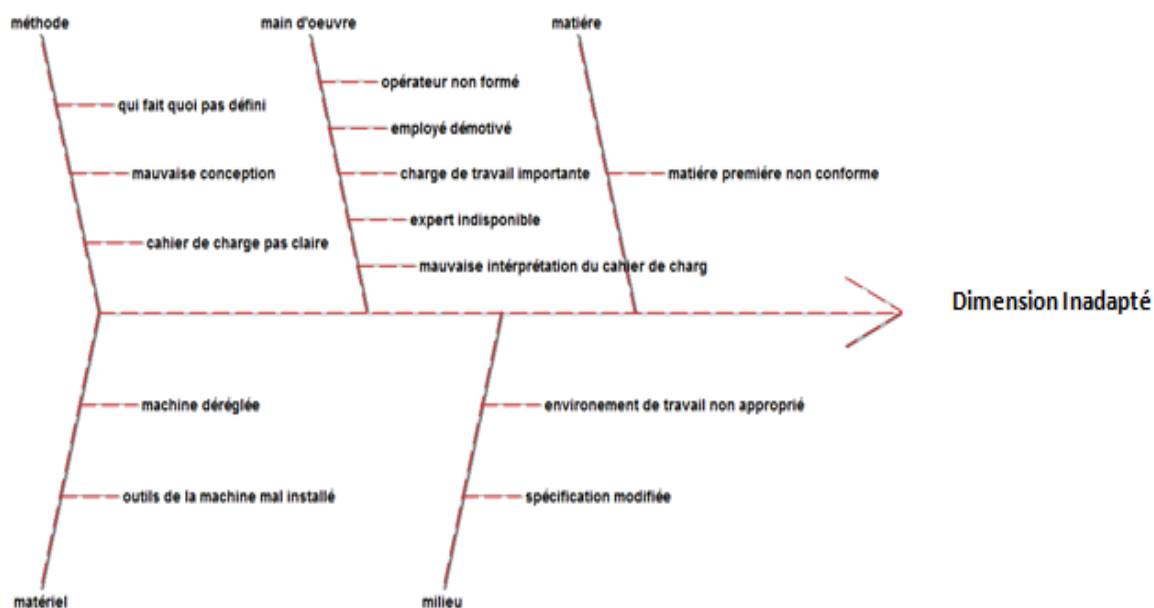 méthode
main d'oeuvre
matiére
opérateur non formé
qui fait quoi pas défini
employé démotivé
mauvaise conception
charge de travail importante
matiére premiére non conforme
expert indisponible
cahier de charge pas claire
mauvaise intérprétation du cahier de charg
Dimension Inadapté
machine déréglée
environement de travail non approprié
outils de la machine mal installé
spécification modifiée
matériel
milieu